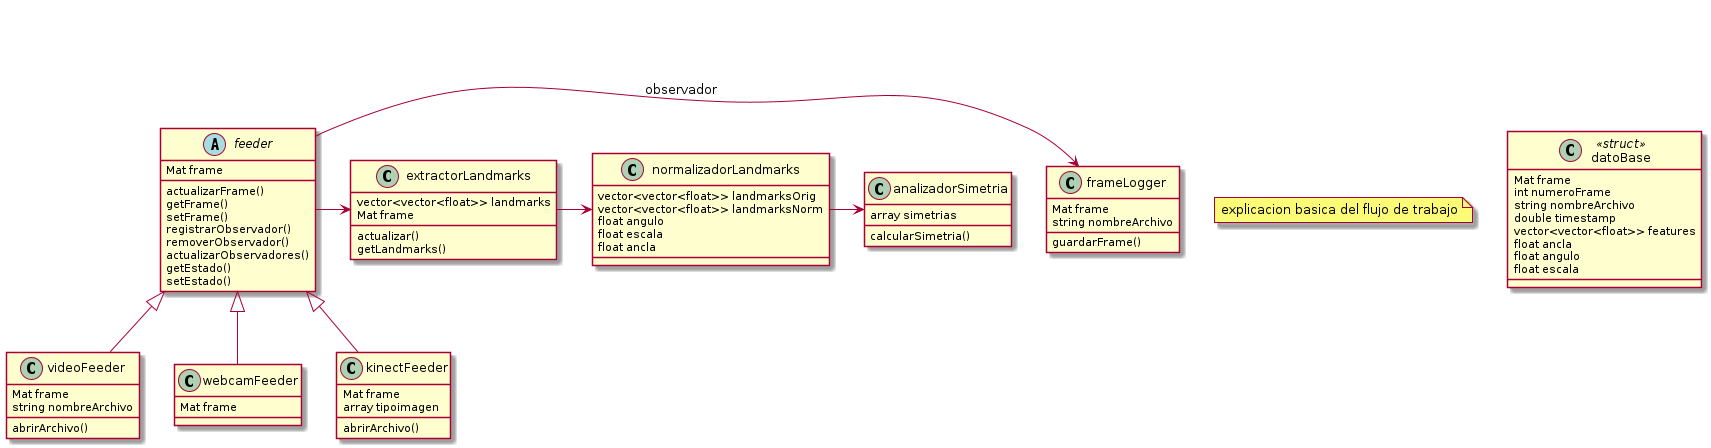 observador
A feeder
Mat frame
actualizarFrame()
getFrame()
setFrame()
registrarObservador()
removerObservador()
actualizarObservadores()
getEstado()
setEstado()
C extractorLandmarks
vector<vector<float>> landmarks
Mat frame
actualizar()
getLandmarks()
C normalizadorLandmarks
vector<vector<float>> landmarksOrig
vector<vector<float>> landmarksNorm
float angulo
float escala
float ancla
C analizadorSimetria
array simetrias
calcularSimetria()
C frameLogger
Mat frame
string nombreArchivo
guardarFrame()
explicacion basica del flujo de trabajo
«struct»
C datoBase
Mat frame
int numeroFrame
string nombreArchivo
double timestamp
vector<vector<float>> features
float ancla
float angulo
float escala
C videoFeeder
Mat frame
string nombreArchivo
abrirArchivo()
C webcamFeeder
Mat frame
C kinectFeeder
Mat frame
array tipoimagen
abrirArchivo()